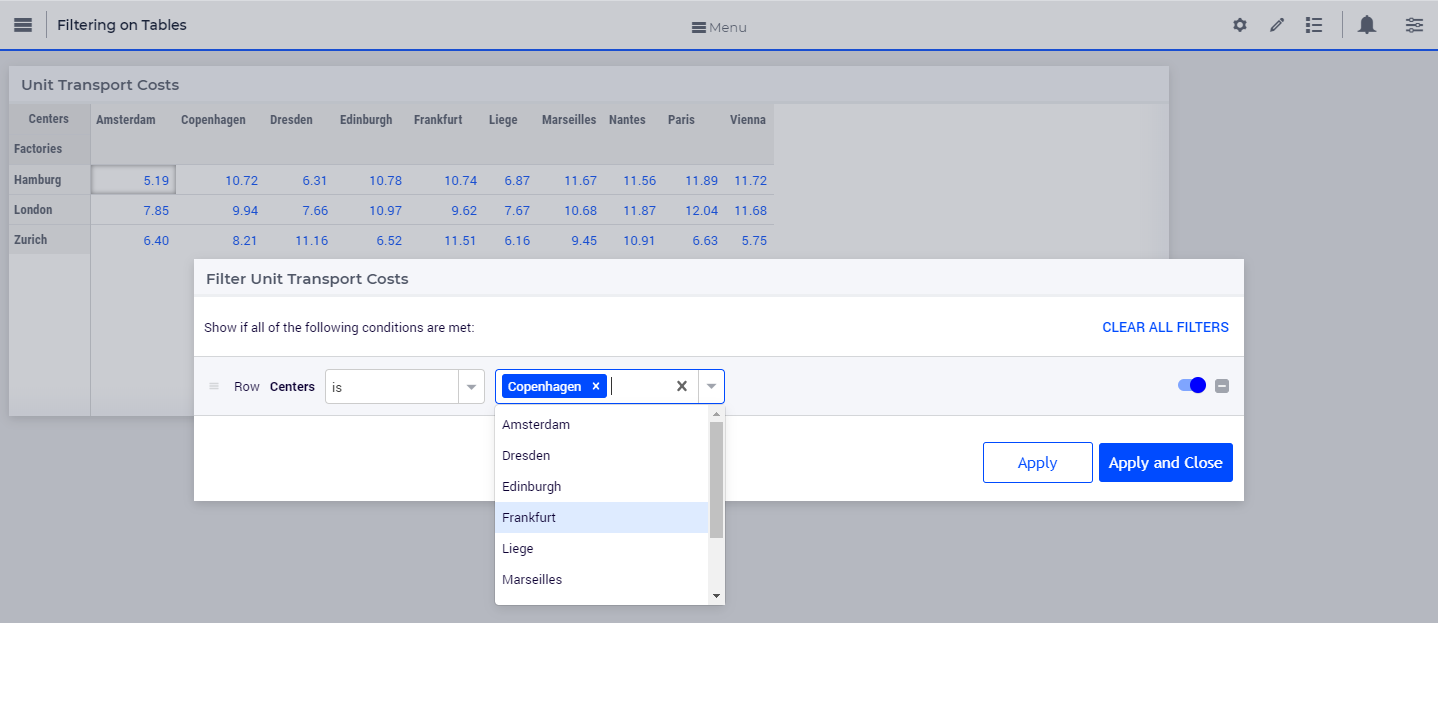 Filtering on Tables
Menu
Unit Transport Costs
Centers Amsterdam Copenhagen Dresden Edinburgh Frankfurt Liege Marseilles Nantes Paris Vienna
Factories
Hamburg 5.19 10.72 6.31 10.78 10.74 6.87 11.67 11.56 11.89 11.72
London 7.85 9.94 7.66 10.97 9.62 7.67 10.68 11.87 12.04 11.68
Zurich 6.40 8.21 11.16 6.52 11.51 6.16 9.45 10.91 6.63 5.75
Filter Unit Transport Costs
Show if all of the following conditions are met: CLEAR ALL FILTERS
Row Centers is Copenhagen
Amsterdam
Dresden
Edinburgh
Frankfurt
Liege
Marseilles
Apply Apply and Close